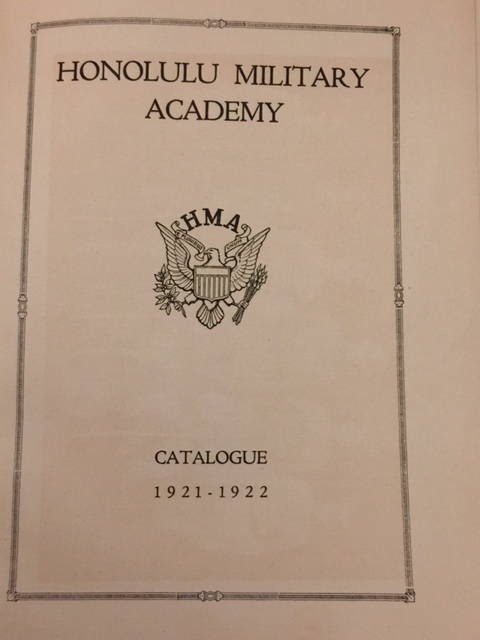 HONOLULU MILITARY
ACADEMY
HMA
CATALOGUE
1921-1922